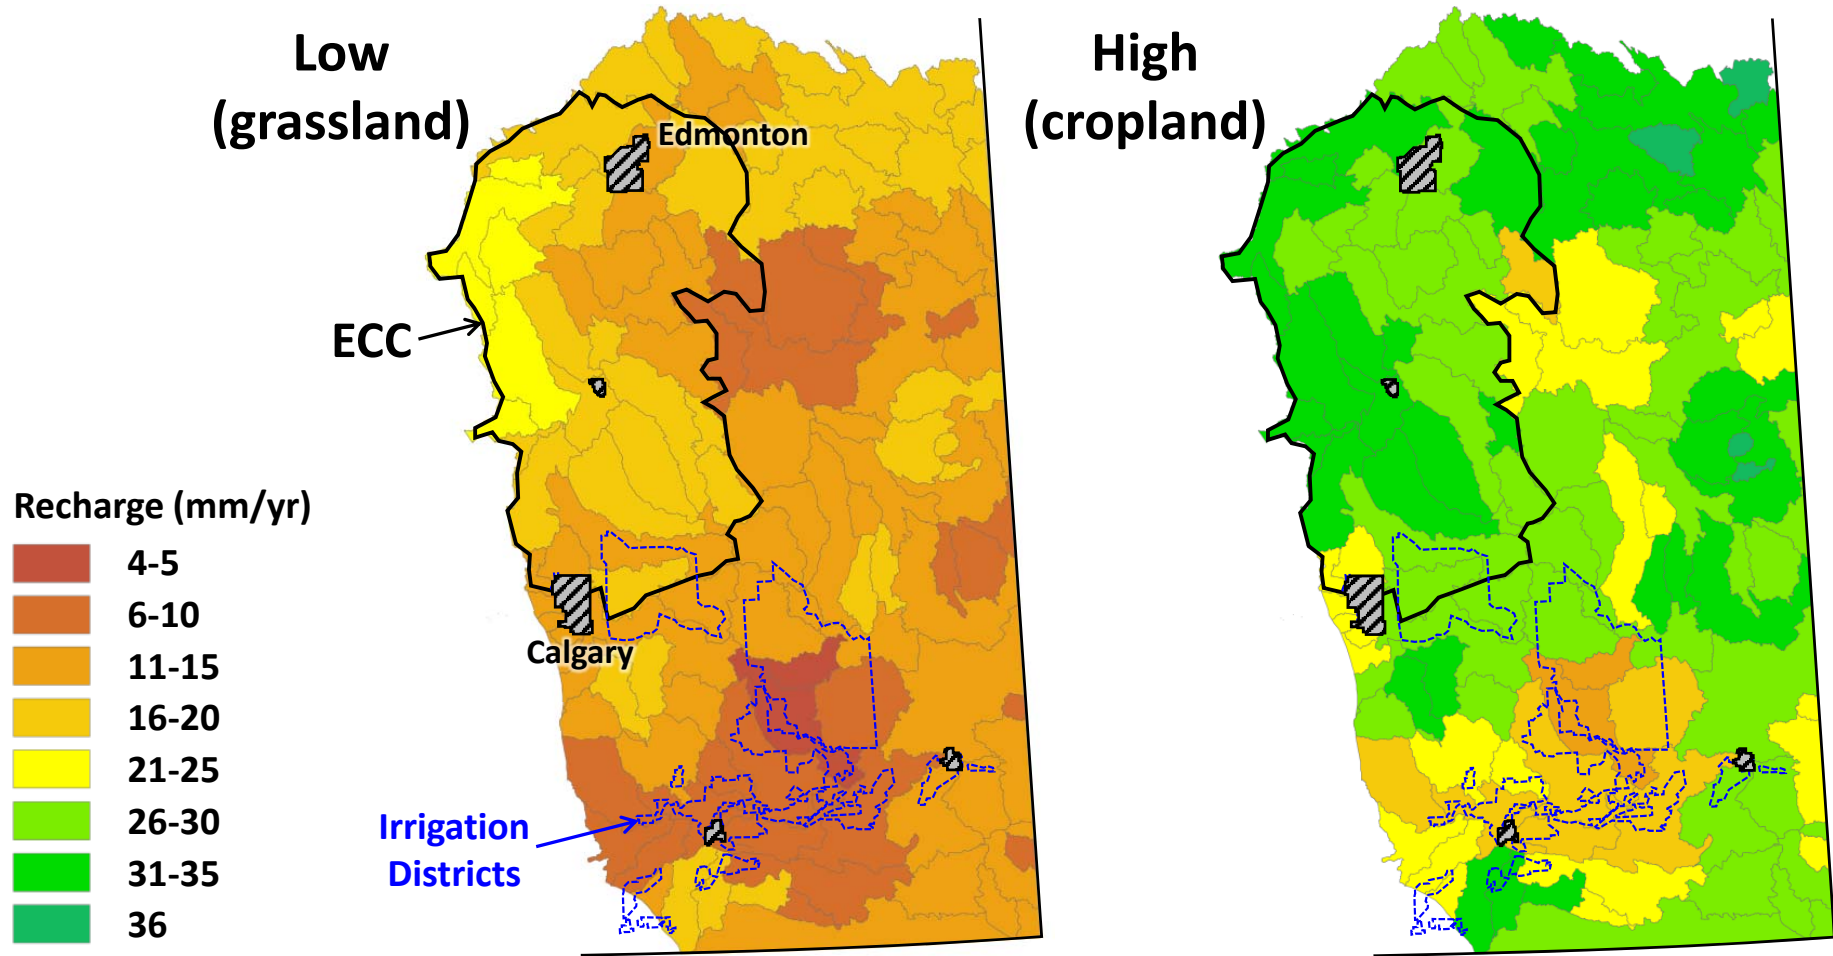 Low
(grassland)
High
(cropland)
Edmonton
ECC
Recharge (mm/yr)
4-5
6-10
11-15
16-20
21-25
26-30
31-35
36
Calgary
Irrigation
Districts